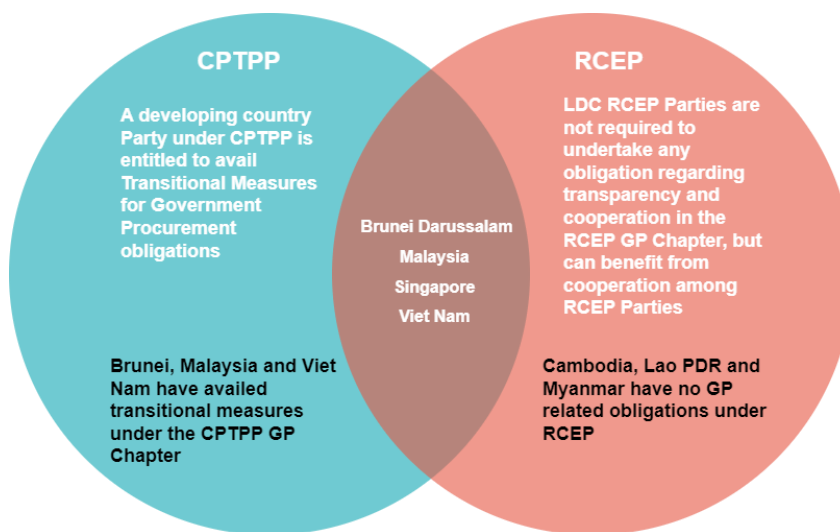 CPTPP
A developing country
Party under CPTPP is
entitled to avail
Transitional Measures
for Government
Procurement
obligations
Brunei, Malaysia and Viet
Nam have availed
transitional measures
under the CPTPP GP
Chapter
Brunei Darussalam
Malaysia
Singapore
Viet Nam
RCEP
LDC RCEP Parties are
not required to
undertake any
obligation regarding
transparency and
cooperation in the
RCEP GP Chapter, but
can benefit from
cooperation among
RCEP Parties
Cambodia, Lao PDR and
Myanmar have no GP
related obligations under
RCEP